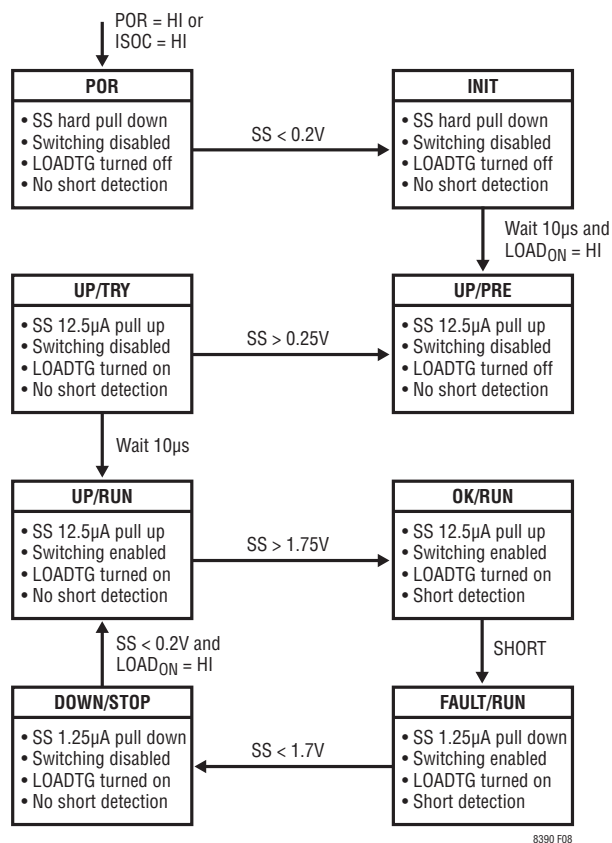 POR = HI or
ISOC = HI
POR
• SS hard pull down
• Switching disabled
• LOADTG turned off
• No short detection
SS < 0.2V
INIT
• SS hard pull down
• Switching disabled
• LOADTG turned off
• No short detection
Wait 10µs and
LOADON = HI
UP/TRY
• SS 12.5µA pull up
• Switching disabled
• LOADTG turned on
• No short detection
SS > 0.25V
UP/PRE
• SS 12.5µA pull up
• Switching disabled
• LOADTG turned off
• No short detection
Wait 10µs
UP/RUN
• SS 12.5µA pull up
• Switching enabled
• LOADTG turned on
• No short detection
SS > 1.75V
OK/RUN
• SS 12.5µA pull up
• Switching enabled
• LOADTG turned on
• Short detection
SS < 0.2V and
LOADON = HI
SHORT
DOWN/STOP
• SS 1.25µA pull down
• Switching disabled
• LOADTG turned on
• No short detection
SS < 1.7V
FAULT/RUN
• SS 1.25µA pull down
• Switching enabled
• LOADTG turned on
• Short detection
8390 F08